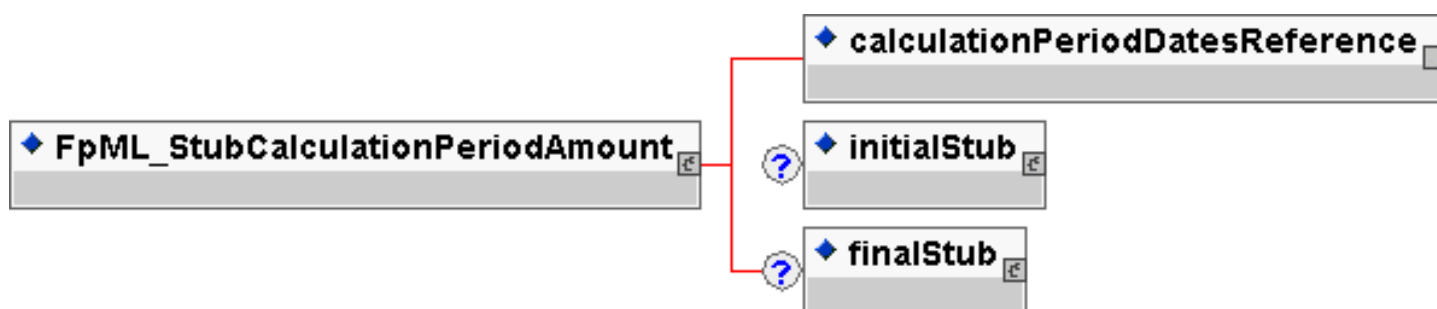 calculationPeriodDatesReference
FpML_StubCalculationPeriodAmount
? initialStub
? finalStub